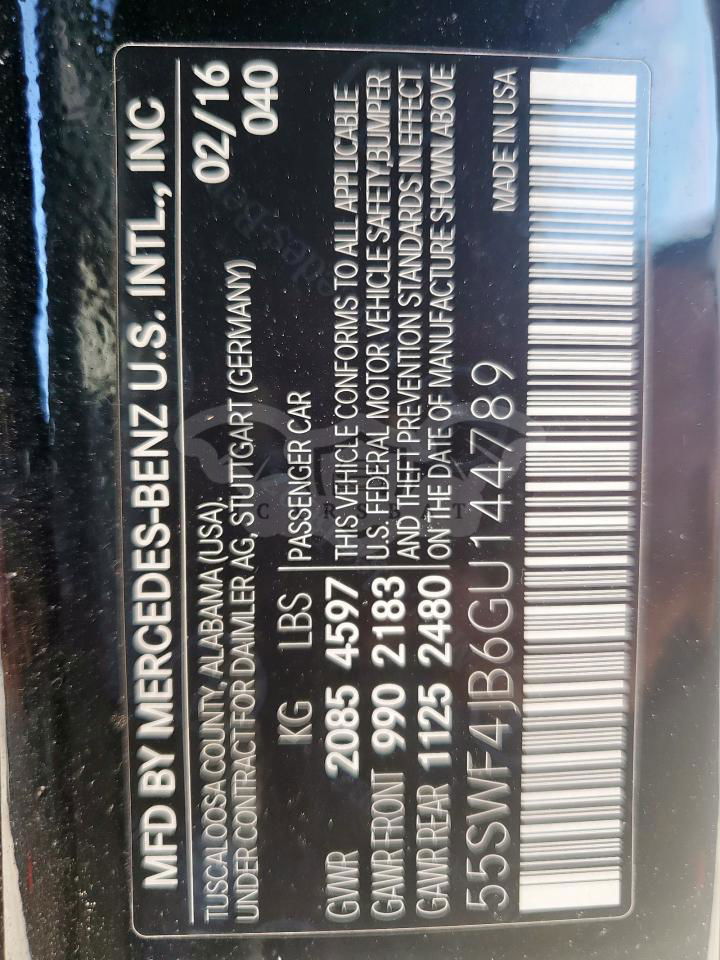 MFD BY MERCEDES-BENZ U.S. INTL., INC
TUSCALOOSA COUNTY, ALABAMA (USA). 02/16
UNDER CONTRACT FOR DAIMLER AG, STUTTGART (GERMANY) 040
KG LBS PASSENGER CAR
GVWR 2085 4597 THIS VEHICLE CONFORMS TO ALL APPLICABLE
GAWR FRONT 990 2183 U.S. FEDERAL MOTOR VEHICLE SAFETY, BUMPER
AND THEFT PREVENTION STANDARDS IN EFFECT
GAWR REAR 1125 2480 ON THE DATE OF MANUFACTURE SHOWN ABOVE
55SWF4JB6GU144789 MADE IN USA